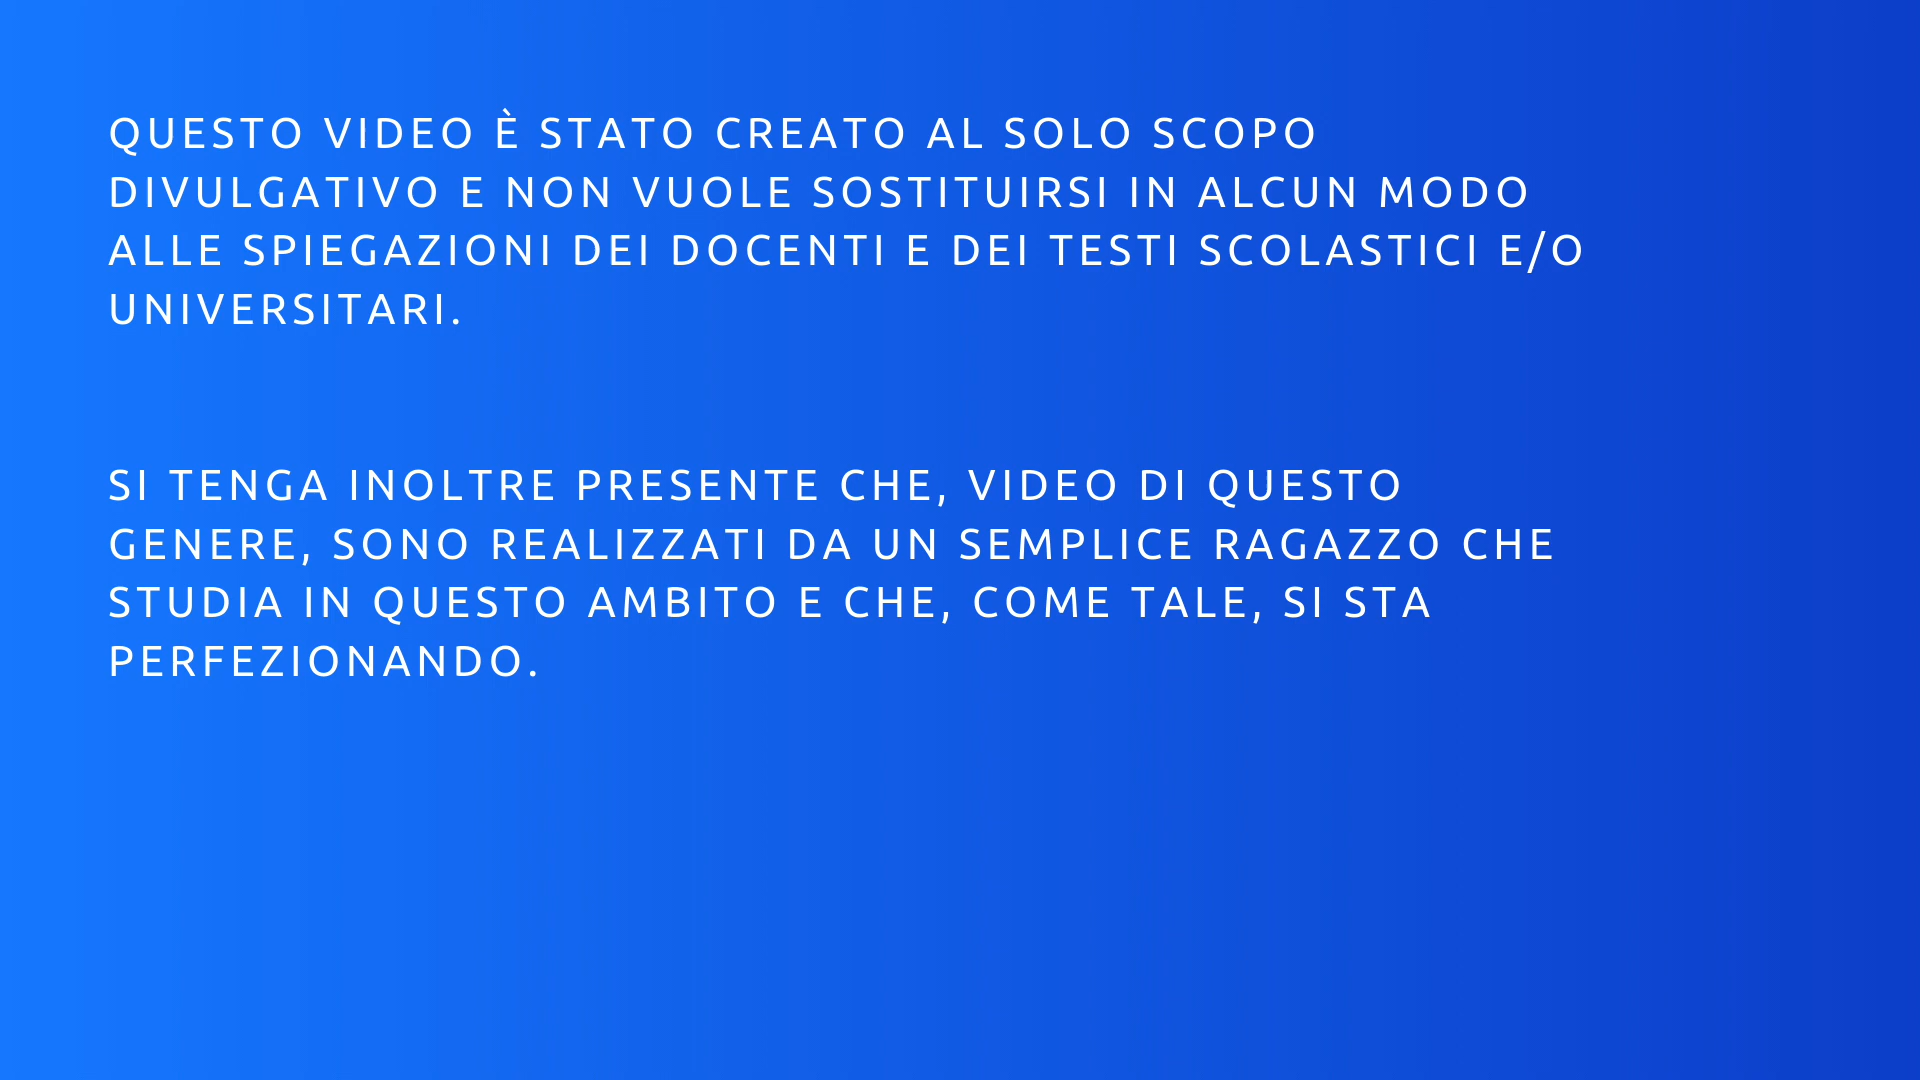 QUESTO VIDEO È STATO CREATO AL SOLO SCOPO
DIVULGATIVO E NON VUOLE SOSTITUIRSI IN ALCUN MODO
ALLE SPIEGAZIONI DEI DOCENTI E DEI TESTI SCOLASTICI E/O
UNIVERSITARI.
SI TENGA INOLTRE PRESENTE CHE, VIDEO DI QUESTO
GENERE, SONO REALIZZATI DA UN SEMPLICE RAGAZZO CHE
STUDIA IN QUESTO AMBITO E CHE, COME TALE, SI STA
PERFEZIONANDO.